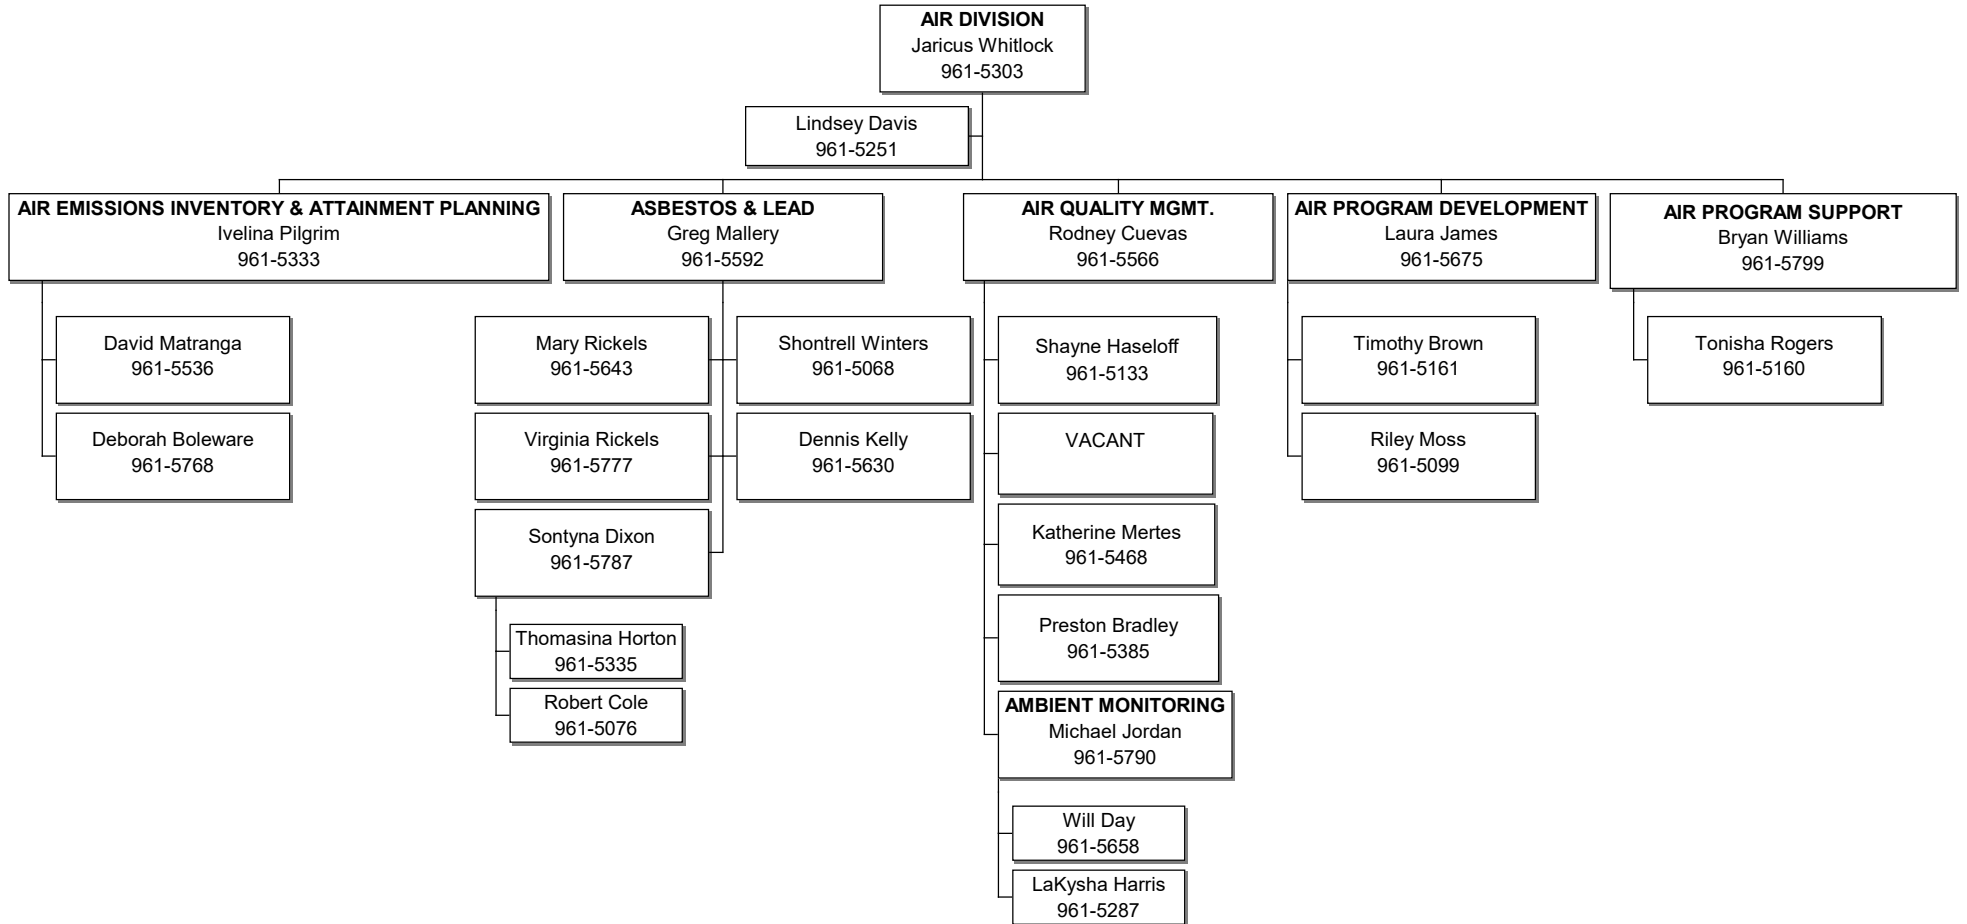 AIR DIVISION
Jaricus Whitlock
961-5303
Lindsey Davis
961-5251
AIR EMISSIONS INVENTORY & ATTAINMENT PLANNING
Ivelina Pilgrim
961-5333
ASBESTOS & LEAD
Greg Mallery
961-5592
AIR QUALITY MGMT.
Rodney Cuevas
961-5566
AIR PROGRAM DEVELOPMENT
Laura James
961-5675
AIR PROGRAM SUPPORT
Bryan Williams
961-5799
David Matranga
961-5536
Deborah Boleware
961-5768
Mary Rickels
961-5643
Shontrell Winters
961-5068
Virginia Rickels
961-5777
Dennis Kelly
961-5630
Sontyna Dixon
961-5787
Thomasina Horton
961-5335
Robert Cole
961-5076
Shayne Haseloff
961-5133
VACANT
Katherine Mertes
961-5468
Preston Bradley
961-5385
AMBIENT MONITORING
Michael Jordan
961-5790
Will Day
961-5658
LaKysha Harris
961-5287
Timothy Brown
961-5161
Riley Moss
961-5099
Tonisha Rogers
961-5160